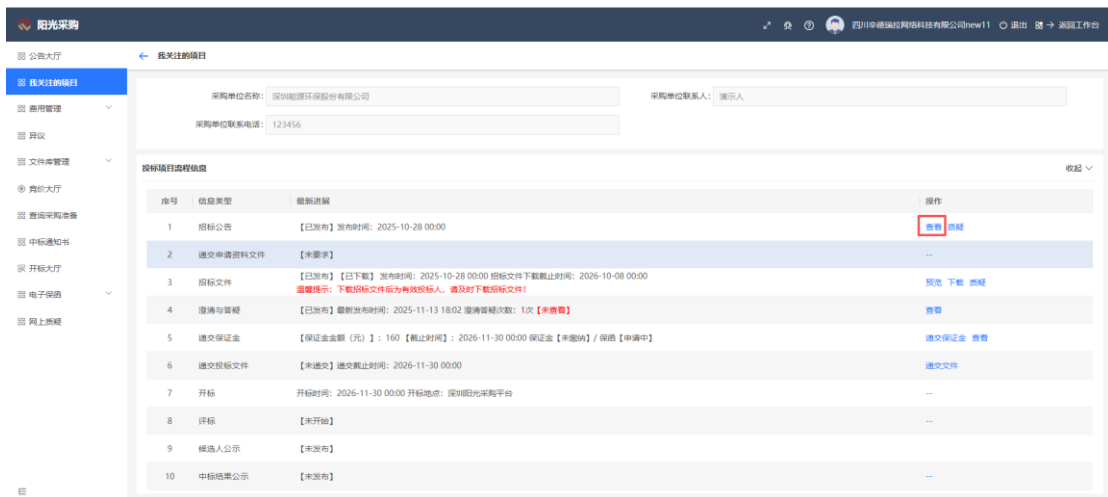 阳光采购
四川辛德瑞拉网络科技有限公司new11 退出 返回工作台
公告大厅
我关注的项目
费用管理
异议
文件库管理
竞价大厅
查询采购准备
中标通知书
开标大厅
电子保函
网上质疑
← 我关注的项目
采购单位名称： 深圳能源环保股份有限公司 采购单位联系人： 演示人
采购单位联系电话： 123456
投标项目流程信息 收起
序号 信息类型 最新进展 操作
1 招标公告 【已发布】发布时间：2025-10-28 00:00 查看 质疑
2 递交申请资料文件 【未要求】 --
3 招标文件 【已发布】【已下载】 发布时间：2025-10-28 00:00 招标文件下载截止时间：2026-10-08 00:00 预览 下载 质疑
温馨提示：下载招标文件后为有效投标人，请及时下载招标文件！
4 澄清与答疑 【已发布】最新发布时间：2025-11-13 18:02 澄清答疑次数：1次【未查看】 查看
5 递交保证金 【保证金金额（元）】：160 【截止时间】：2026-11-30 00:00 保证金【未缴纳】/ 保函【申请中】 递交保证金 查看
6 递交投标文件 【未递交】递交截止时间：2026-11-30 00:00 递交文件
7 开标 开标时间：2026-11-30 00:00 开标地点：深圳阳光采购平台 --
8 评标 【未开始】 --
9 候选人公示 【未发布】
10 中标结果公示 【未发布】 --